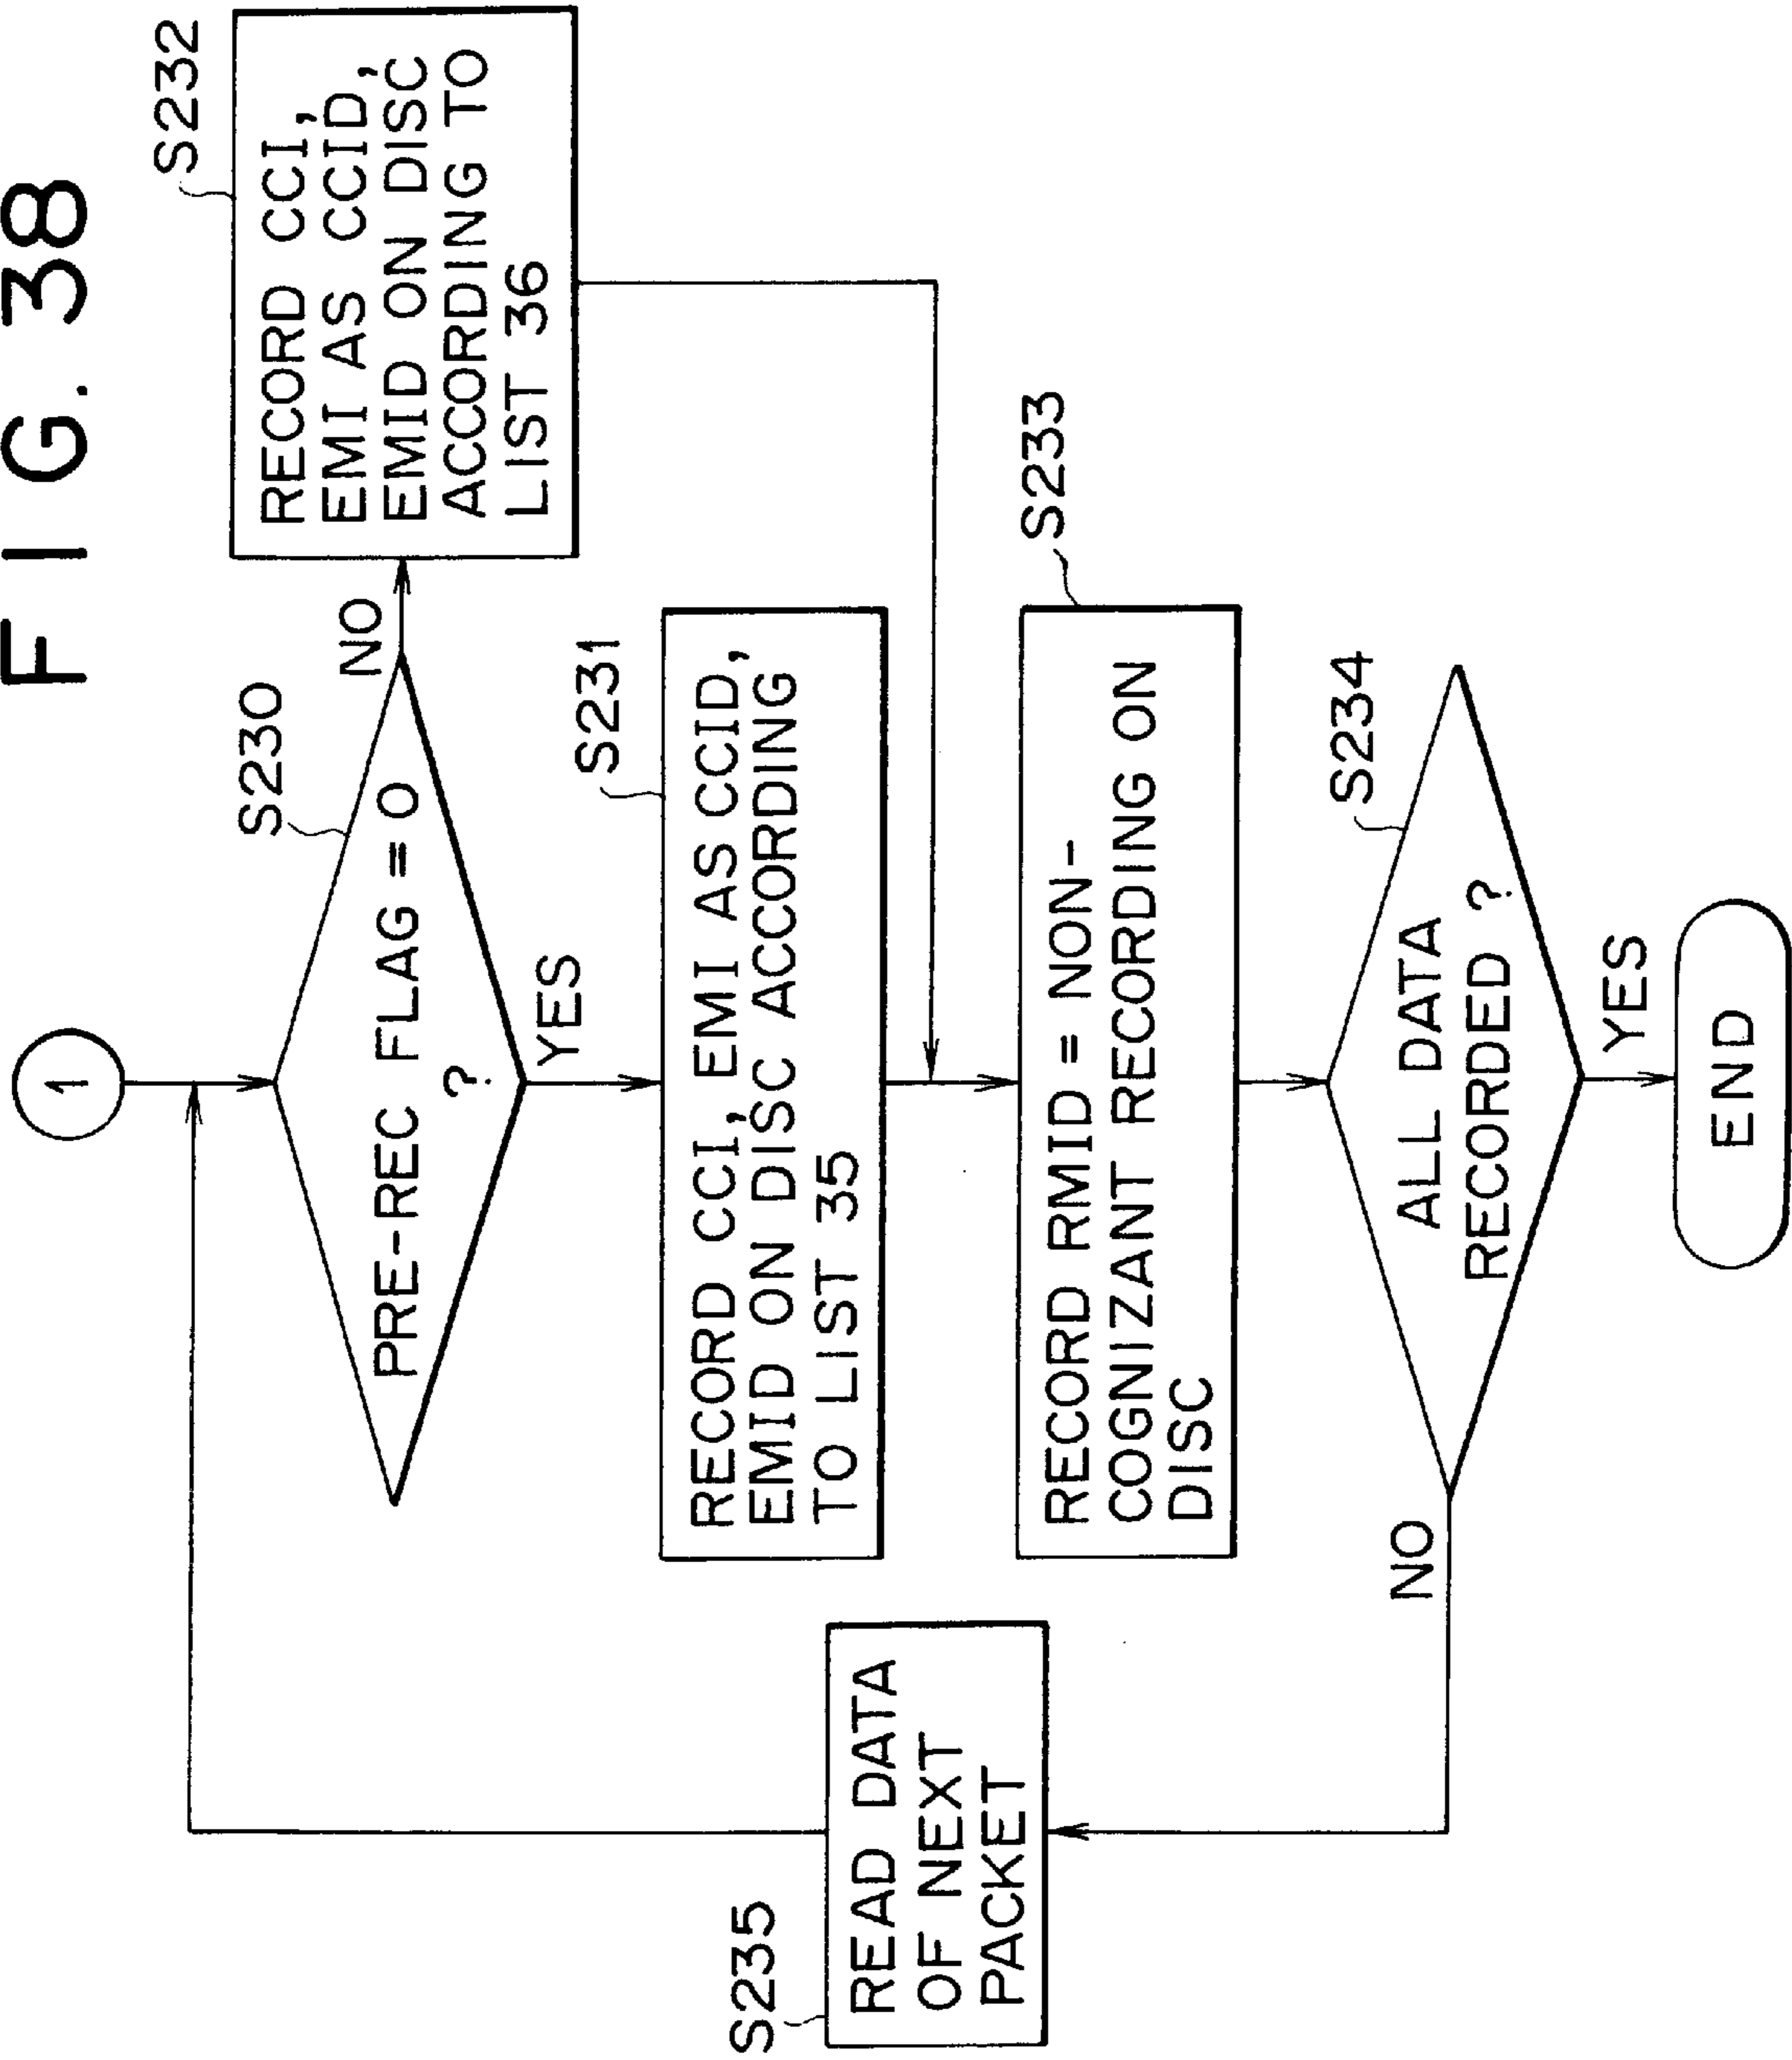 FIG. 38
1
S230
PRE-REC FLAG = 0
?
NO
YES
S232
RECORD CCI,
EMI AS CCID,
EMID ON DISC
ACCORDING TO
LIST 36
S231
RECORD CCI, EMI AS CCID,
EMID ON DISC ACCORDING
TO LIST 35
S233
RECORD RMID = NON-
COGNIZANT RECORDING ON
DISC
S234
ALL DATA
RECORDED ?
NO
YES
S235
READ DATA
OF NEXT
PACKET
END